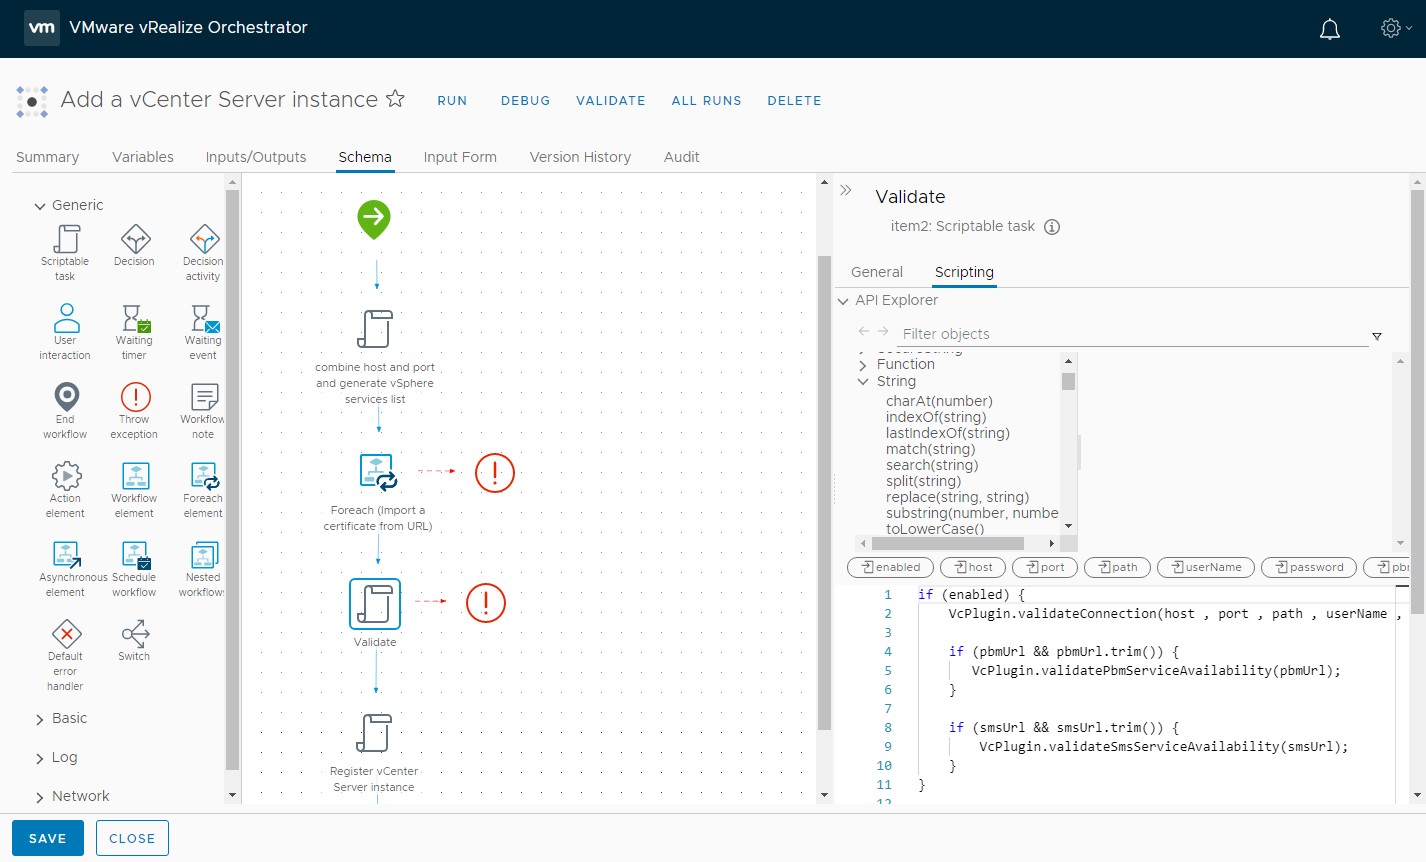 vm VMware vRealize Orchestrator
Add a vCenter Server instance RUN DEBUG VALIDATE ALL RUNS DELETE
Summary Variables Inputs/Outputs Schema Input Form Version History Audit
Generic
Scriptable task
Decision
Decision activity
User interaction
Waiting timer
Waiting event
End workflow
Throw exception
Workflow note
Action element
Workflow element
Foreach element
Asynchronous element
Schedule workflow
Nested workflows
Default error handler
Switch
Basic
Log
Network
combine host and port
and generate vSphere
services list
Foreach (Import a
certificate from URL)
Validate
Register vCenter
Server instance
Validate
item2: Scriptable task
General Scripting
API Explorer
Filter objects
Function
String
charAt(number)
indexOf(string)
lastIndexOf(string)
match(string)
search(string)
split(string)
replace(string, string)
substring(number, numbe
toLowerCase()
enabled host port path userName password pbr
1 if (enabled) {
2 VcPlugin.validateConnection(host , port , path , userName ,
3
4 if (pbmUrl && pbmUrl.trim()) {
5 VcPlugin.validatePbmServiceAvailability(pbmUrl);
6 }
7
8 if (smsUrl && smsUrl.trim()) {
9 VcPlugin.validateSmsServiceAvailability(smsUrl);
10 }
11 }
12
SAVE CLOSE